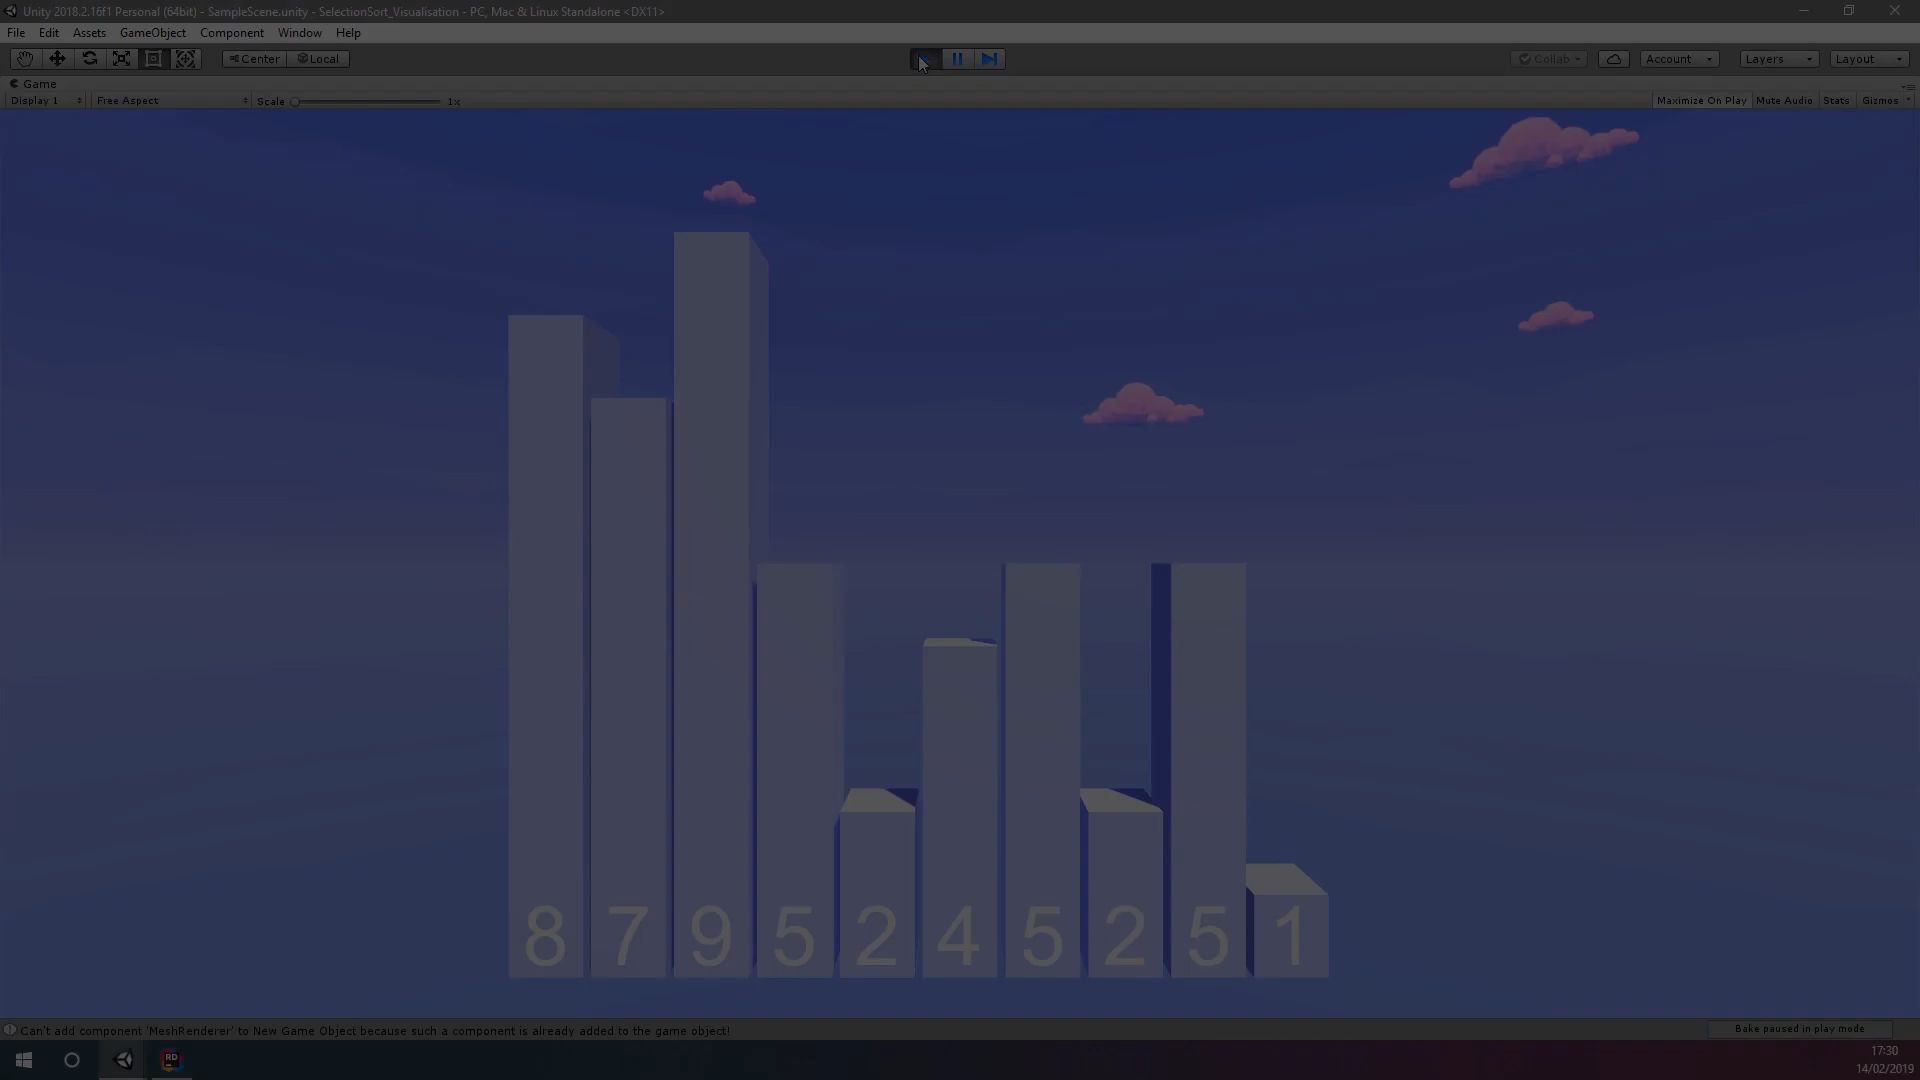 Unity 2018.2.16f1 Personal (64bit) - SampleScene.unity - SelectionSort_Visualisation - PC, Mac & Linux Standalone <DX11>
File Edit Assets GameObject Component Window Help
Center Local Collab Account Layers Layout
Game
Display 1 Free Aspect Scale 1x Maximize On Play Mute Audio Stats Gizmos
8 7 9 5 2 4 5 2 5 1
Can't add component 'MeshRenderer' to New Game Object because such a component is already added to the game object! Bake paused in play mode
RD
17:30
14/02/2019